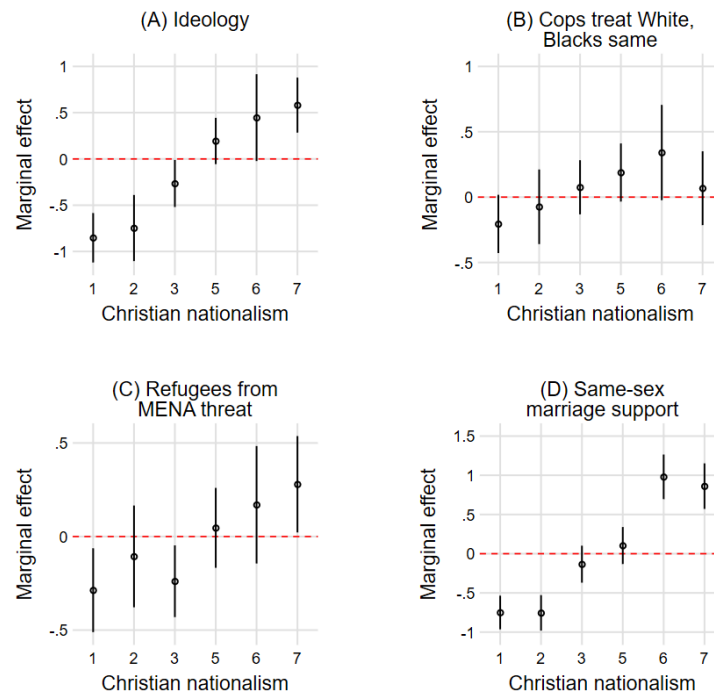 (A) Ideology
Marginal effect
1
.5
0
-.5
-1
1 2 3 5 6 7
Christian nationalism
(B) Cops treat White,
Blacks same
Marginal effect
1
.5
0
-.5
1 2 3 5 6 7
Christian nationalism
(C) Refugees from
MENA threat
Marginal effect
.5
0
-.5
1 2 3 5 6 7
Christian nationalism
(D) Same-sex
marriage support
Marginal effect
1.5
1
.5
0
-.5
-1
1 2 3 5 6 7
Christian nationalism